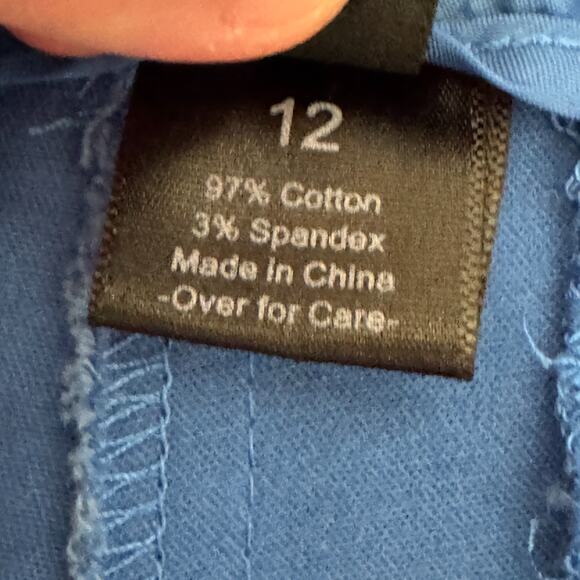 12
97% Cotton
3% Spandex
Made in China
-Over for Care-